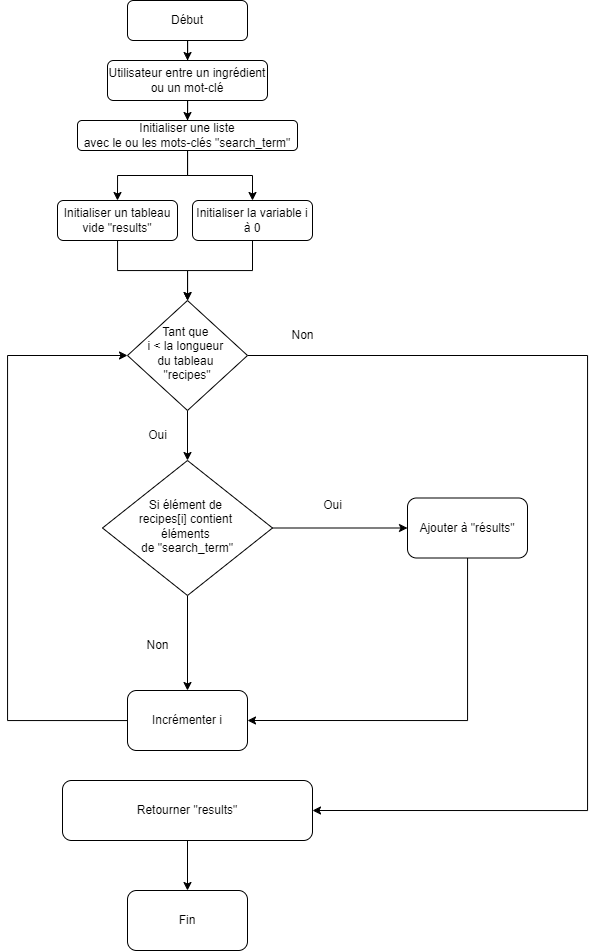 Début
Utilisateur entre un ingrédient
ou un mot-clé
Initialiser une liste
avec le ou les mots-clés "search_term"
Initialiser un tableau
vide "results"
Initialiser la variable i
à 0
Tant que
i < la longueur
du tableau
"recipes"
Non
Oui
Si élément de
recipes[i] contient
éléments
de "search_term"
Oui
Ajouter à "résults"
Non
Incrémenter i
Retourner "results"
Fin